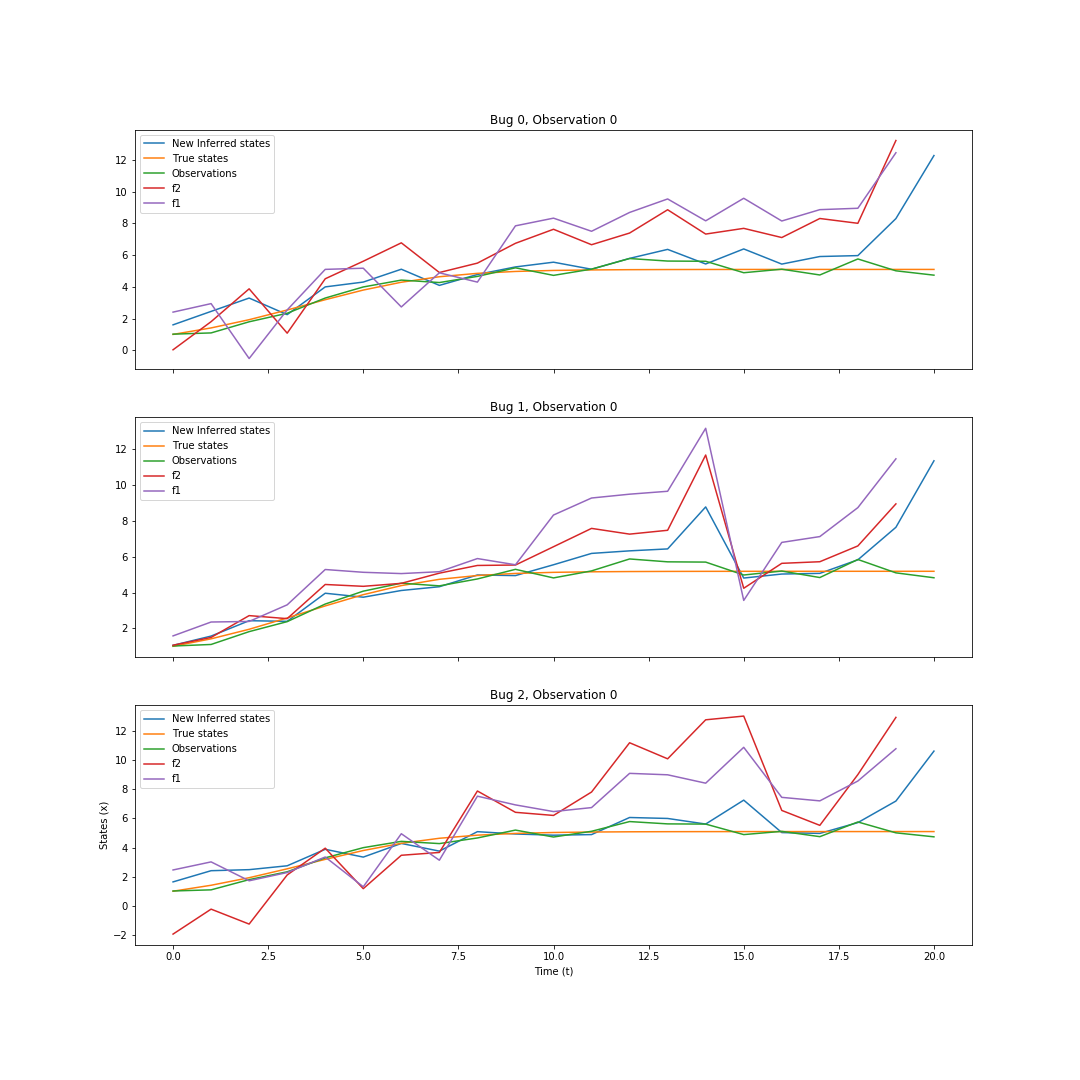 Bug 0, Observation 0
New Inferred states
True states
Observations
f2
f1
12
10
8
6
4
2
0
Bug 1, Observation 0
New Inferred states
True states
Observations
f2
f1
12
10
8
6
4
2
Bug 2, Observation 0
New Inferred states
True states
Observations
f2
f1
12
10
8
6
4
2
0
−2
States (x)
0.0 2.5 5.0 7.5 10.0 12.5 15.0 17.5 20.0
Time (t)